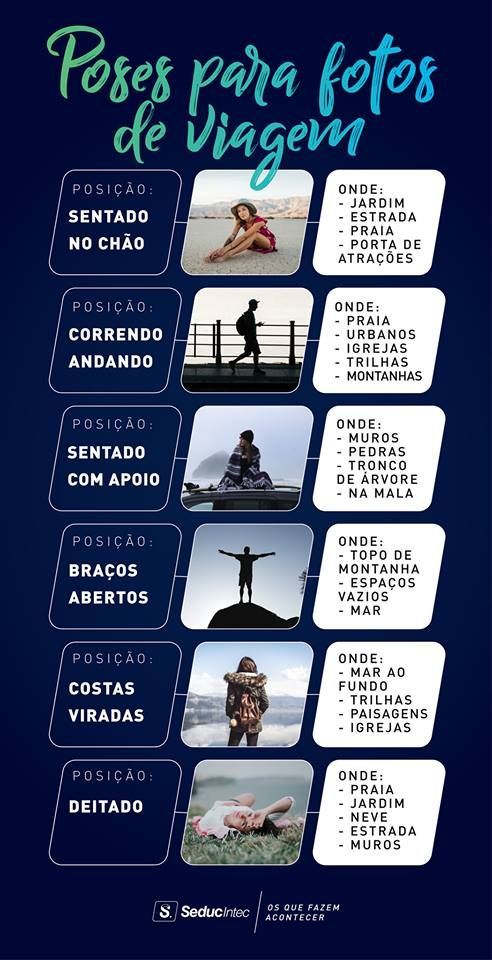 Poses para fotos
de viagem
POSIÇÃO:
SENTADO
NO CHÃO
ONDE:
- JARDIM
- ESTRADA
- PRAIA
- PORTA DE
ATRAÇÕES
POSIÇÃO:
CORRENDO
ANDANDO
ONDE:
- PRAIA
- URBANOS
- IGREJAS
- TRILHAS
- MONTANHAS
POSIÇÃO:
SENTADO
COM APOIO
ONDE:
- MUROS
- PEDRAS
- TRONCO
DE ÁRVORE
- NA MALA
POSIÇÃO:
BRAÇOS
ABERTOS
ONDE:
- TOPO DE
MONTANHA
- ESPAÇOS
VAZIOS
- MAR
POSIÇÃO:
COSTAS
VIRADAS
ONDE:
- MAR AO
FUNDO
- TRILHAS
- PAISAGENS
- IGREJAS
POSIÇÃO:
DEITADO
ONDE:
- PRAIA
- JARDIM
- NEVE
- ESTRADA
- MUROS
S. SeducIntec
OS QUE FAZEM
ACONTECER